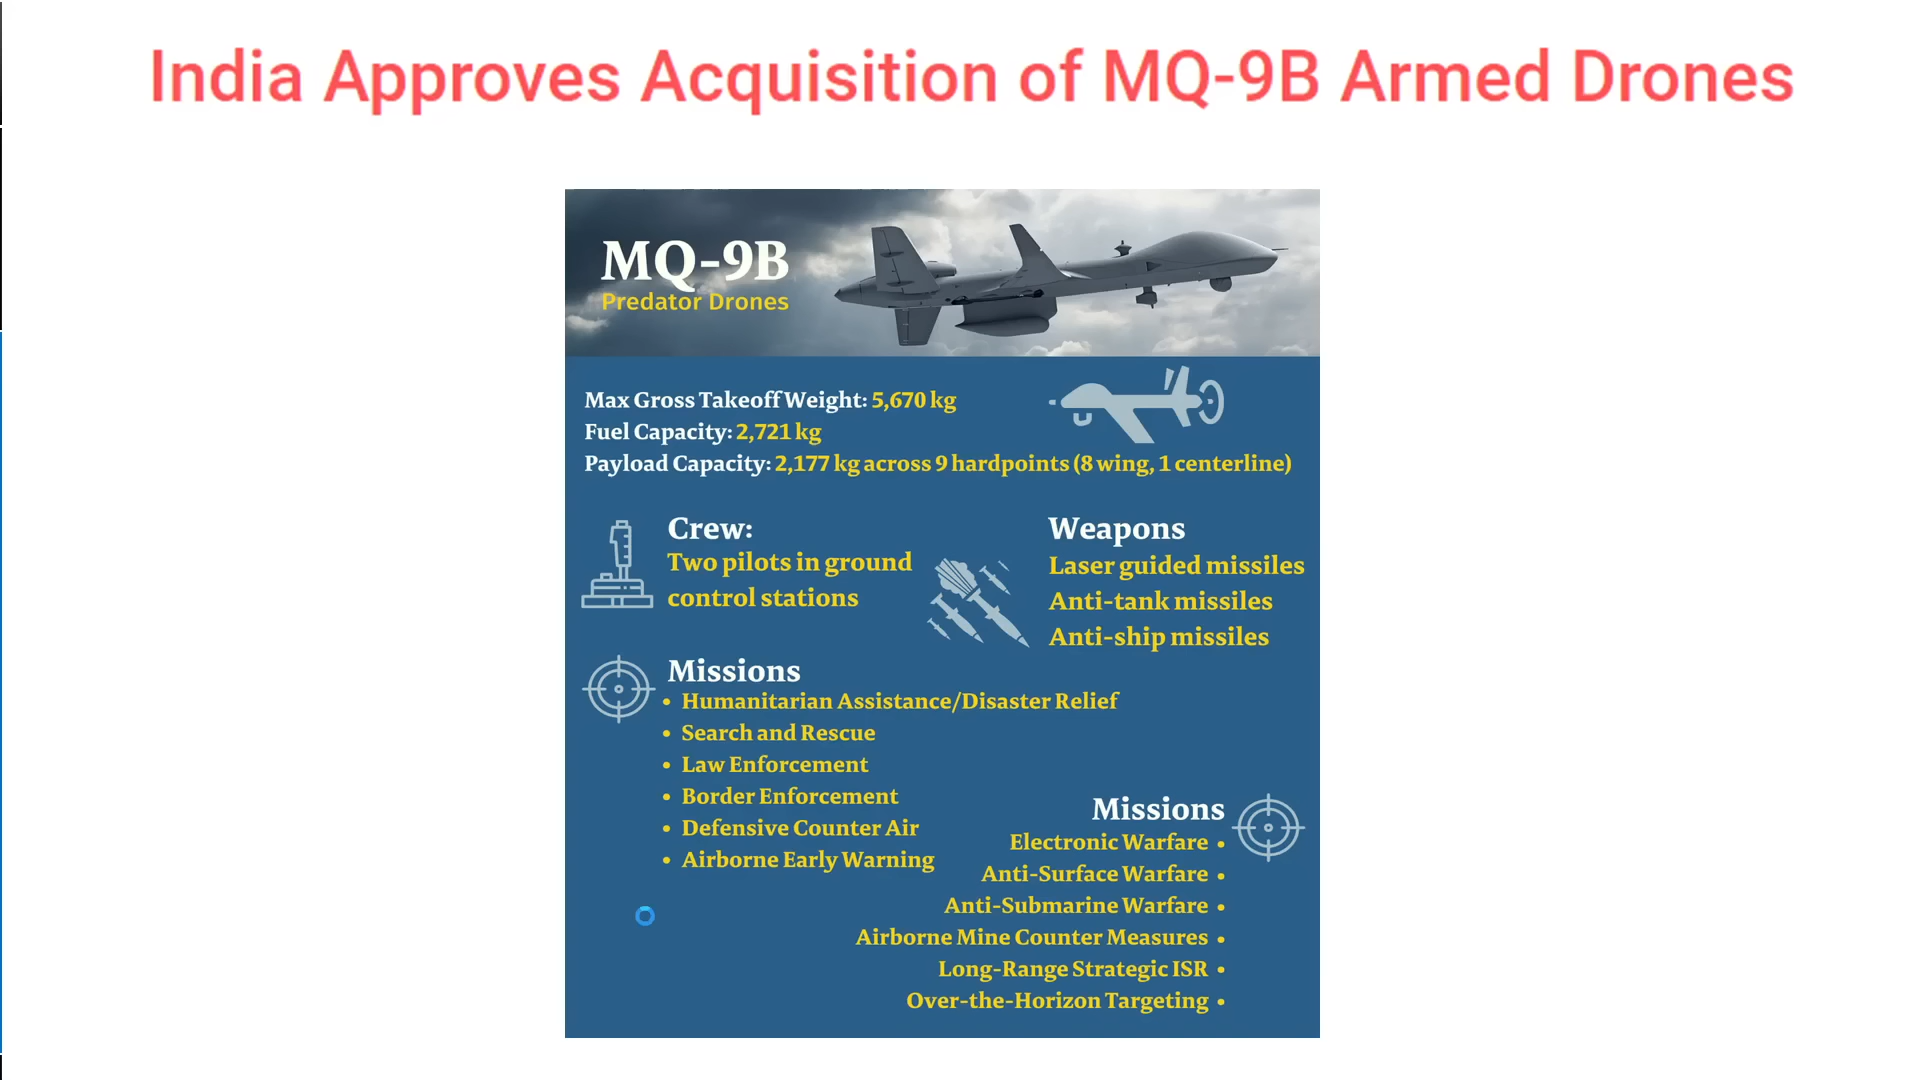 India Approves Acquisition of MQ-9B Armed Drones
MQ-9B
Predator Drones
Max Gross Takeoff Weight: 5,670 kg
Fuel Capacity: 2,721 kg
Payload Capacity: 2,177 kg across 9 hardpoints (8 wing, 1 centerline)
Crew:
Two pilots in ground
control stations
Weapons
Laser guided missiles
Anti-tank missiles
Anti-ship missiles
Missions
• Humanitarian Assistance/Disaster Relief
• Search and Rescue
• Law Enforcement
• Border Enforcement
• Defensive Counter Air
• Airborne Early Warning
Missions
Electronic Warfare •
Anti-Surface Warfare •
Anti-Submarine Warfare •
Airborne Mine Counter Measures •
Long-Range Strategic ISR •
Over-the-Horizon Targeting •